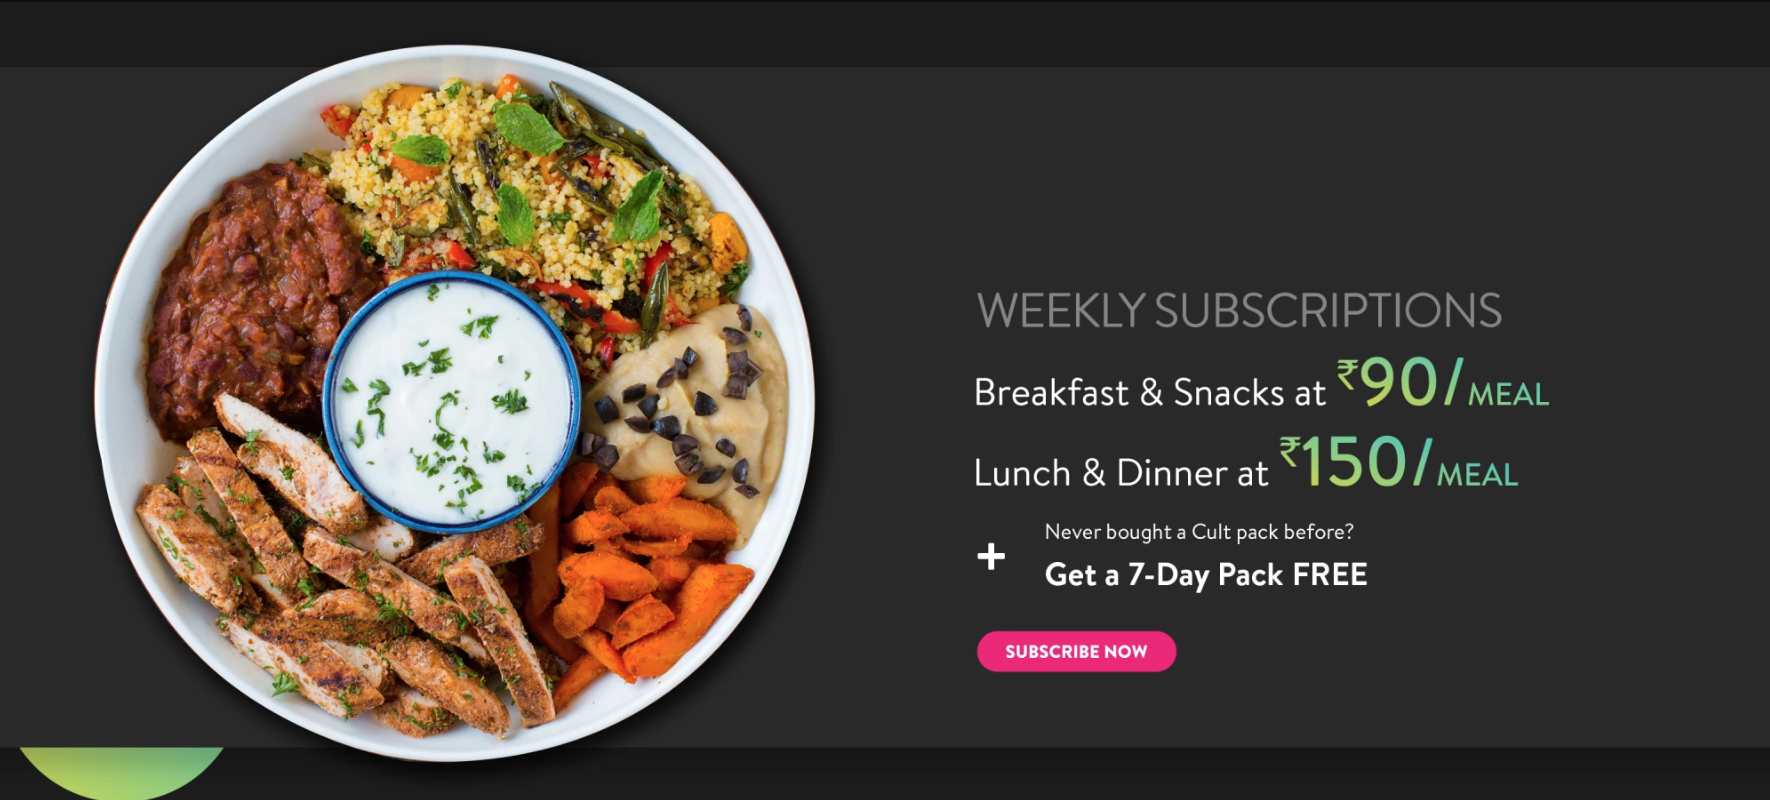 WEEKLY SUBSCRIPTIONS
Breakfast & Snacks at ₹90/MEAL
Lunch & Dinner at ₹150/MEAL
+
Never bought a Cult pack before?
Get a 7-Day Pack FREE
SUBSCRIBE NOW